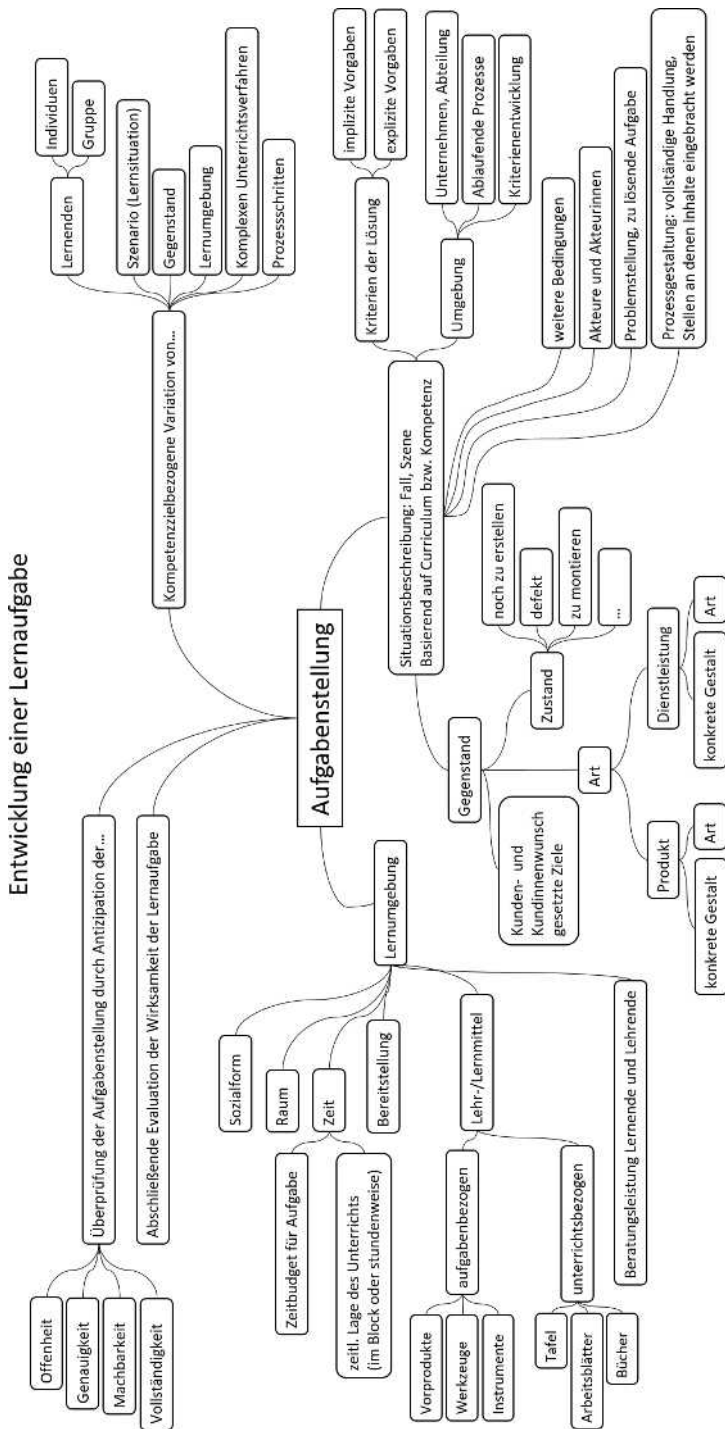 Entwicklung einer Lernaufgabe
Aufgabenstellung
Überprüfung der Aufgabenstellung durch Antizipation der...
Offenheit
Genauigkeit
Machbarkeit
Vollständigkeit
Abschließende Evaluation der Wirksamkeit der Lernaufgabe
Kompetenzzielbezogene Variation von...
Lernenden
Individuen
Gruppe
Szenario (Lernsituation)
Gegenstand
Lernumgebung
Komplexen Unterrichtsverfahren
Prozessschritten
Lernumgebung
Sozialform
Raum
Zeit
Zeitbudget für Aufgabe
zeitl. Lage des Unterrichts
(im Block oder stundenweise)
Bereitstellung
Lehr-/Lernmittel
aufgabenbezogen
Vorprodukte
Werkzeuge
Instrumente
unterrichtsbezogen
Tafel
Arbeitsblätter
Bücher
Beratungsleistung Lernende und Lehrende
Situationsbeschreibung: Fall, Szene
Basierend auf Curriculum bzw. Kompetenz
Kriterien der Lösung
implizite Vorgaben
explizite Vorgaben
Umgebung
Unternehmen, Abteilung
Ablaufende Prozesse
Kriterienentwicklung
weitere Bedingungen
Akteure und Akteurinnen
Problemstellung, zu lösende Aufgabe
Prozessgestaltung: vollständige Handlung,
Stellen an denen Inhalte eingebracht werden
Gegenstand
Kunden- und
Kundinnenwunsch
gesetzte Ziele
Zustand
noch zu erstellen
defekt
zu montieren
...
Art
Produkt
konkrete Gestalt
Art
Dienstleistung
konkrete Gestalt
Art